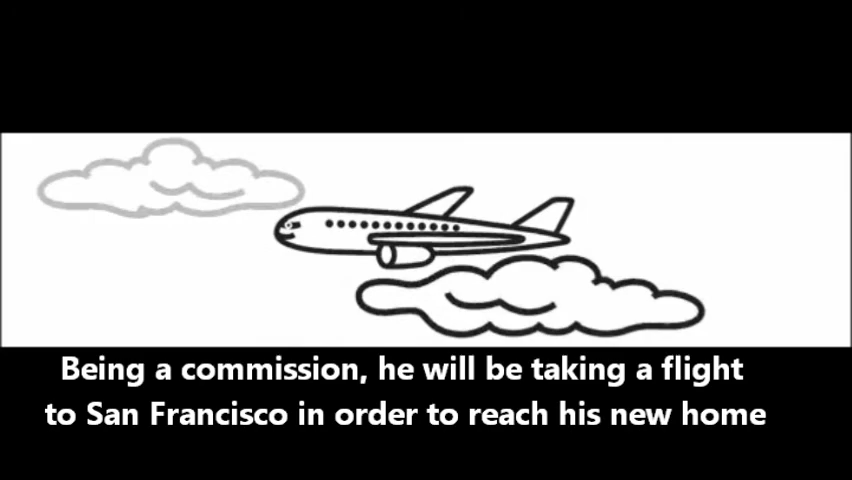 Being a commission, he will be taking a flight
to San Francisco in order to reach his new home